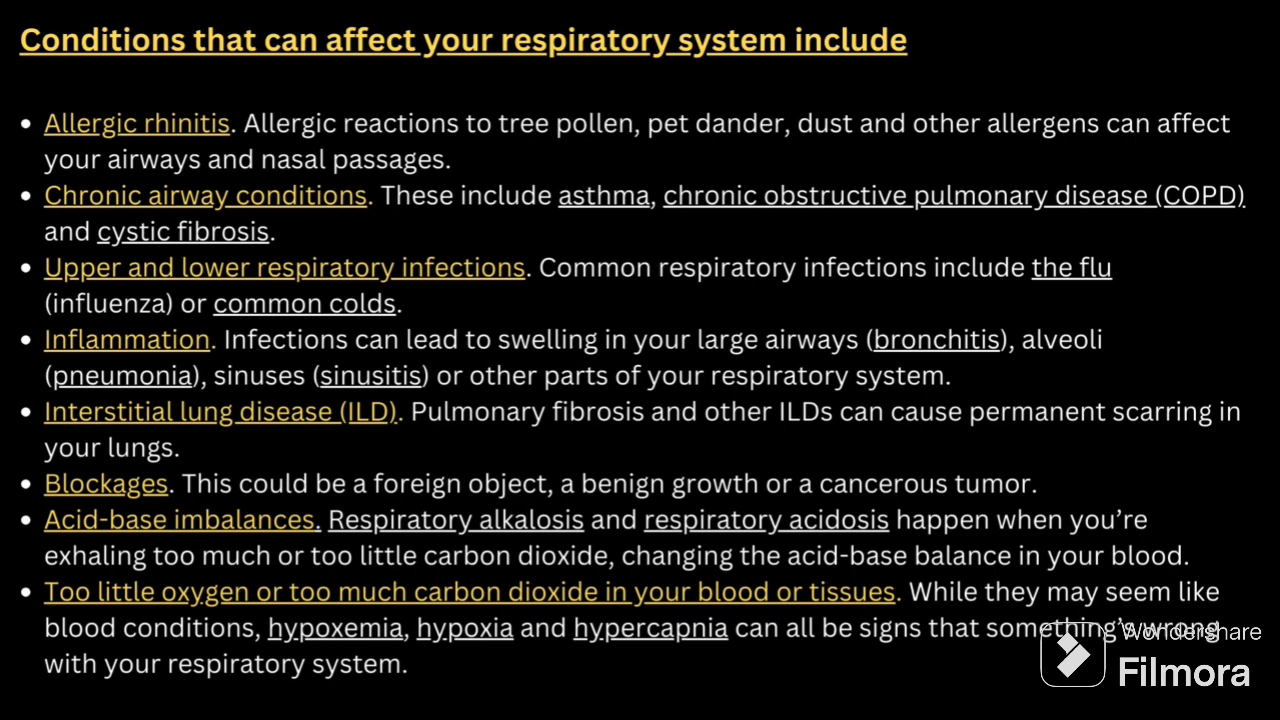 Conditions that can affect your respiratory system include
• Allergic rhinitis. Allergic reactions to tree pollen, pet dander, dust and other allergens can affect
your airways and nasal passages.
• Chronic airway conditions. These include asthma, chronic obstructive pulmonary disease (COPD)
and cystic fibrosis.
• Upper and lower respiratory infections. Common respiratory infections include the flu
(influenza) or common colds.
• Inflammation. Infections can lead to swelling in your large airways (bronchitis), alveoli
(pneumonia), sinuses (sinusitis) or other parts of your respiratory system.
• Interstitial lung disease (ILD). Pulmonary fibrosis and other ILDs can cause permanent scarring in
your lungs.
• Blockages. This could be a foreign object, a benign growth or a cancerous tumor.
• Acid-base imbalances. Respiratory alkalosis and respiratory acidosis happen when you’re
exhaling too much or too little carbon dioxide, changing the acid-base balance in your blood.
• Too little oxygen or too much carbon dioxide in your blood or tissues. While they may seem like
blood conditions, hypoxemia, hypoxia and hypercapnia can all be signs that something’s wrong
with your respiratory system.
Wondershare
Filmora